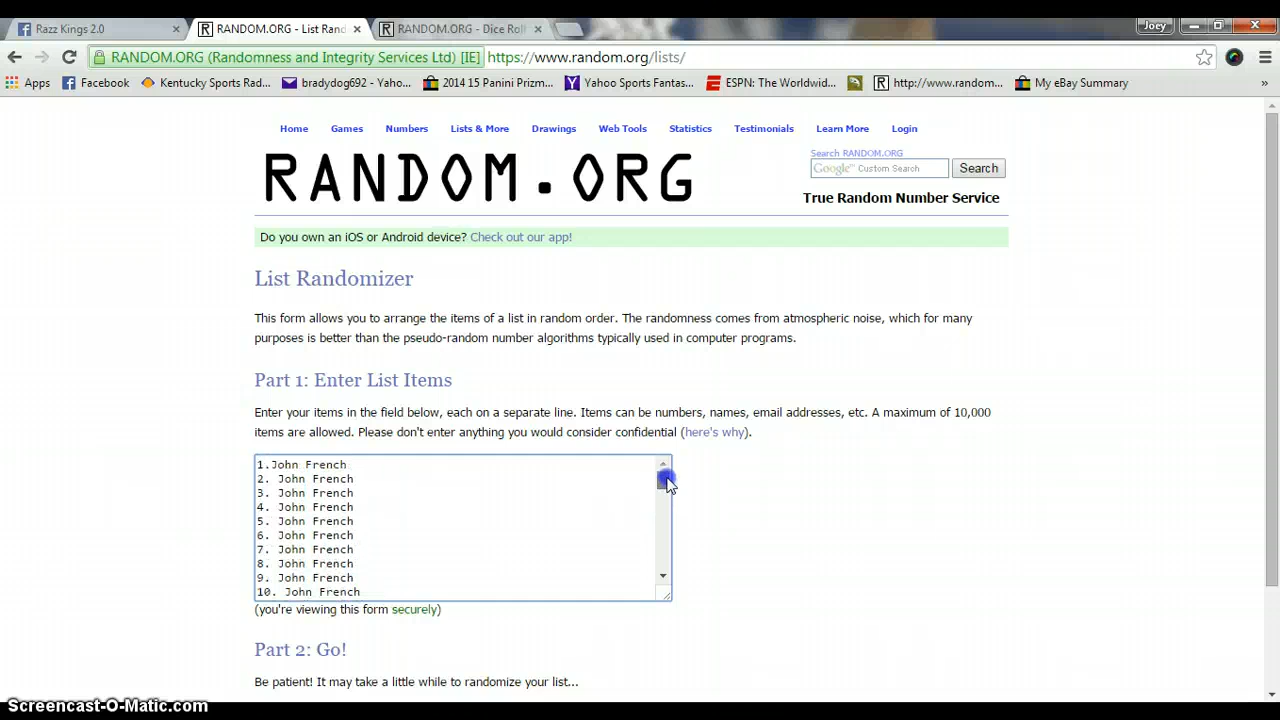 Razz Kings 2.0
RANDOM.ORG - List Rand
RANDOM.ORG - Dice Roll
Joey
RANDOM.ORG (Randomness and Integrity Services Ltd) [IE] https://www.random.org/lists/
Apps Facebook Kentucky Sports Rad... bradydog692 - Yaho... 2014 15 Panini Prizm... Yahoo Sports Fantas... ESPN: The Worldwid... http://www.random... My eBay Summary »
Home Games Numbers Lists & More Drawings Web Tools Statistics Testimonials Learn More Login
RANDOM.ORG
Search RANDOM.ORG
Google™ Custom Search Search
True Random Number Service
Do you own an iOS or Android device? Check out our app!
List Randomizer
This form allows you to arrange the items of a list in random order. The randomness comes from atmospheric noise, which for many
purposes is better than the pseudo-random number algorithms typically used in computer programs.
Part 1: Enter List Items
Enter your items in the field below, each on a separate line. Items can be numbers, names, email addresses, etc. A maximum of 10,000
items are allowed. Please don't enter anything you would consider confidential (here's why).
1.John French
2. John French
3. John French
4. John French
5. John French
6. John French
7. John French
8. John French
9. John French
10. John French
(you're viewing this form securely)
Part 2: Go!
Be patient! It may take a little while to randomize your list...
Screencast-O-Matic.com